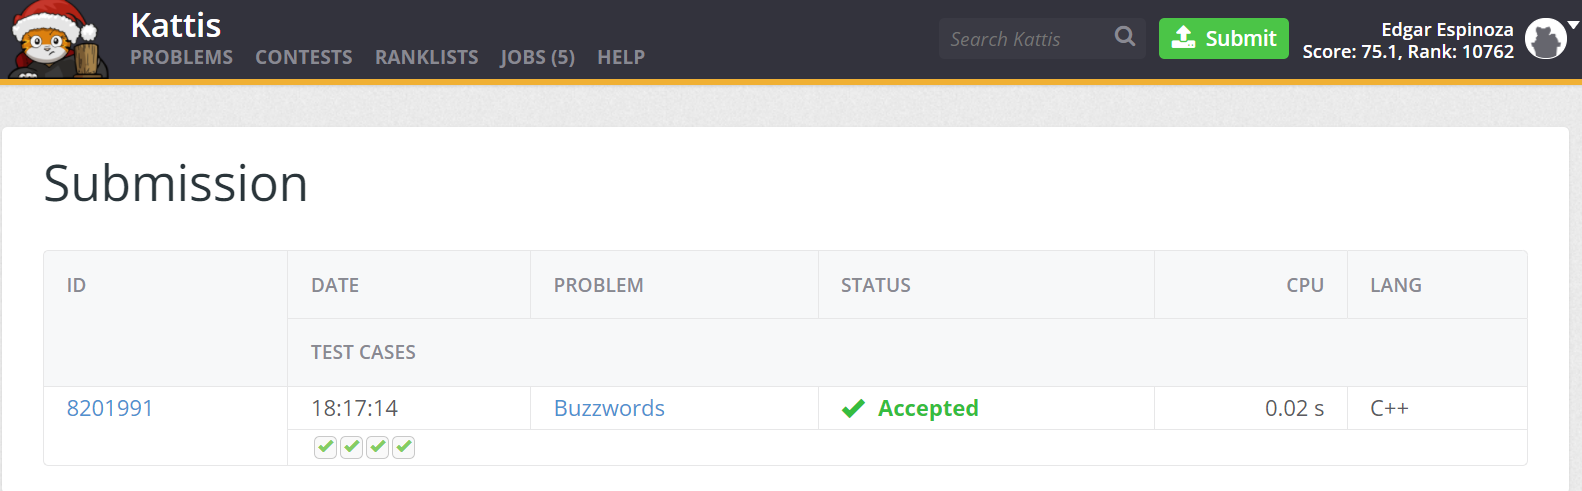 Kattis
PROBLEMS CONTESTS RANKLISTS JOBS (5) HELP
Search Kattis
Submit
Edgar Espinoza
Score: 75.1, Rank: 10762
Submission
ID DATE PROBLEM STATUS CPU LANG
TEST CASES
8201991 18:17:14 Buzzwords Accepted 0.02 s C++